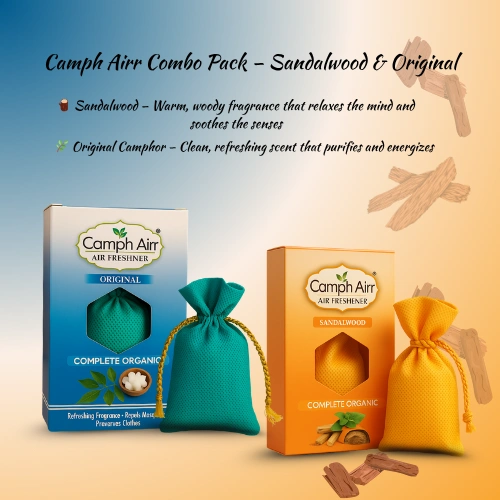 Camph Airr Combo Pack – Sandalwood & Original
Sandalwood – Warm, woody fragrance that relaxes the mind and
soothes the senses
Original Camphor – Clean, refreshing scent that purifies and energizes
Camph Airr®
AIR FRESHNER
ORIGINAL
COMPLETE ORGANIC
Refreshing Fragrance • Repels
Preserves Clothes
Camph Airr®
AIR FRESHENER
SANDALWOOD
COMPLETE ORGANIC